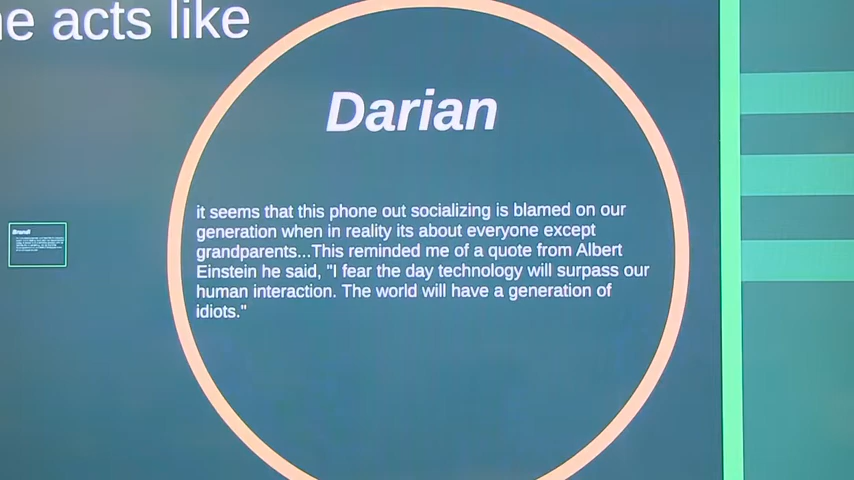 e acts like
Darian
it seems that this phone out socializing is blamed on our
generation when in reality its about everyone except
grandparents...This reminded me of a quote from Albert
Einstein he said, "I fear the day technology will surpass our
human interaction. The world will have a generation of
idiots."
Brandi